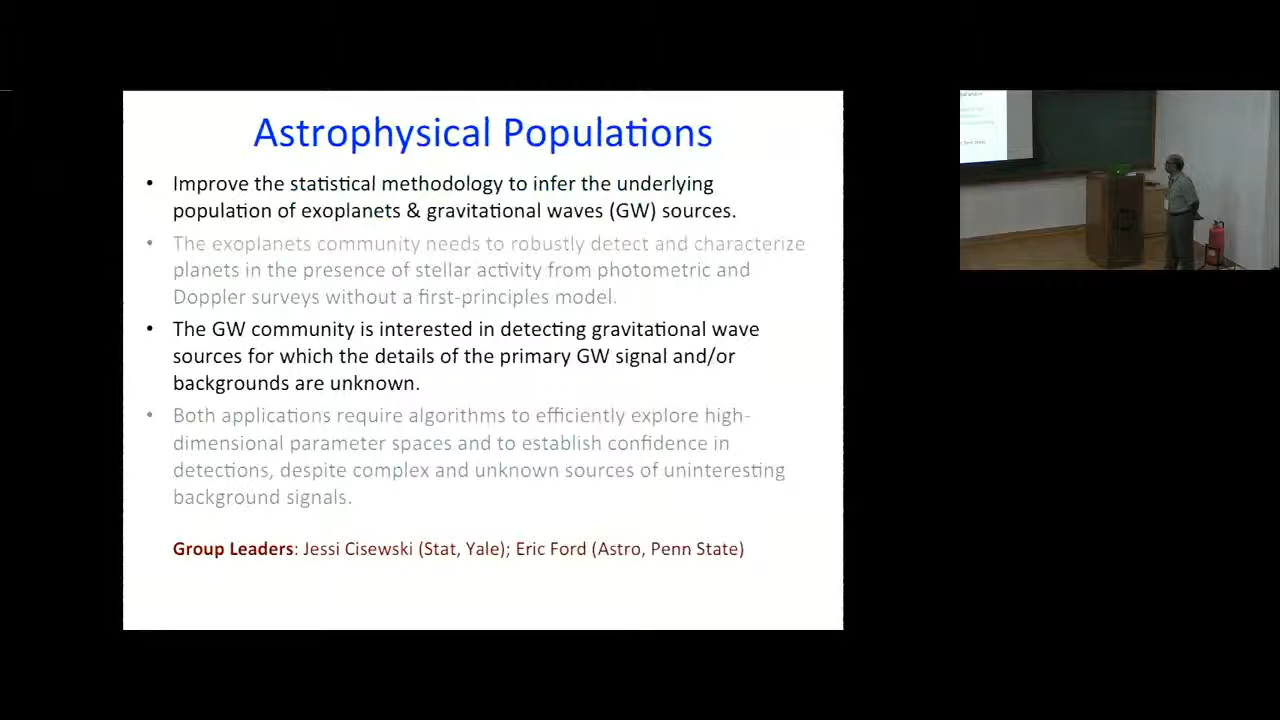 Astrophysical Populations
• Improve the statistical methodology to infer the underlying
population of exoplanets & gravitational waves (GW) sources.
• The exoplanets community needs to robustly detect and characterize
planets in the presence of stellar activity from photometric and
Doppler surveys without a first-principles model.
• The GW community is interested in detecting gravitational wave
sources for which the details of the primary GW signal and/or
backgrounds are unknown.
• Both applications require algorithms to efficiently explore high-
dimensional parameter spaces and to establish confidence in
detections, despite complex and unknown sources of uninteresting
background signals.
Group Leaders: Jessi Cisewski (Stat, Yale); Eric Ford (Astro, Penn State)